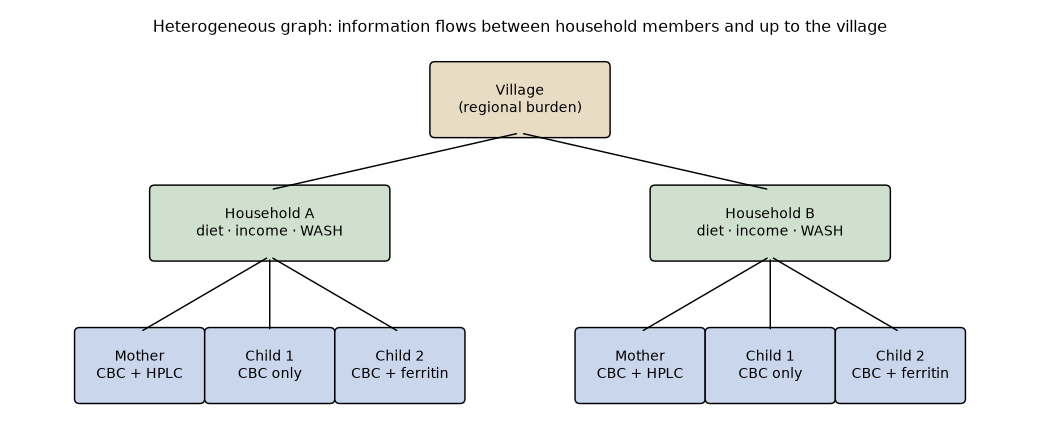 Heterogeneous graph: information flows between household members and up to the village
Village
(regional burden)
Household A
diet · income · WASH
Household B
diet · income · WASH
Mother
CBC + HPLC
Child 1
CBC only
Child 2
CBC + ferritin
Mother
CBC + HPLC
Child 1
CBC only
Child 2
CBC + ferritin